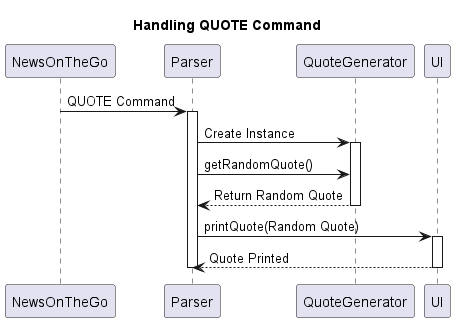 Handling QUOTE Command
NewsOnTheGo Parser QuoteGenerator UI
QUOTE Command
Create Instance
getRandomQuote()
Return Random Quote
printQuote(Random Quote)
Quote Printed
NewsOnTheGo Parser QuoteGenerator UI